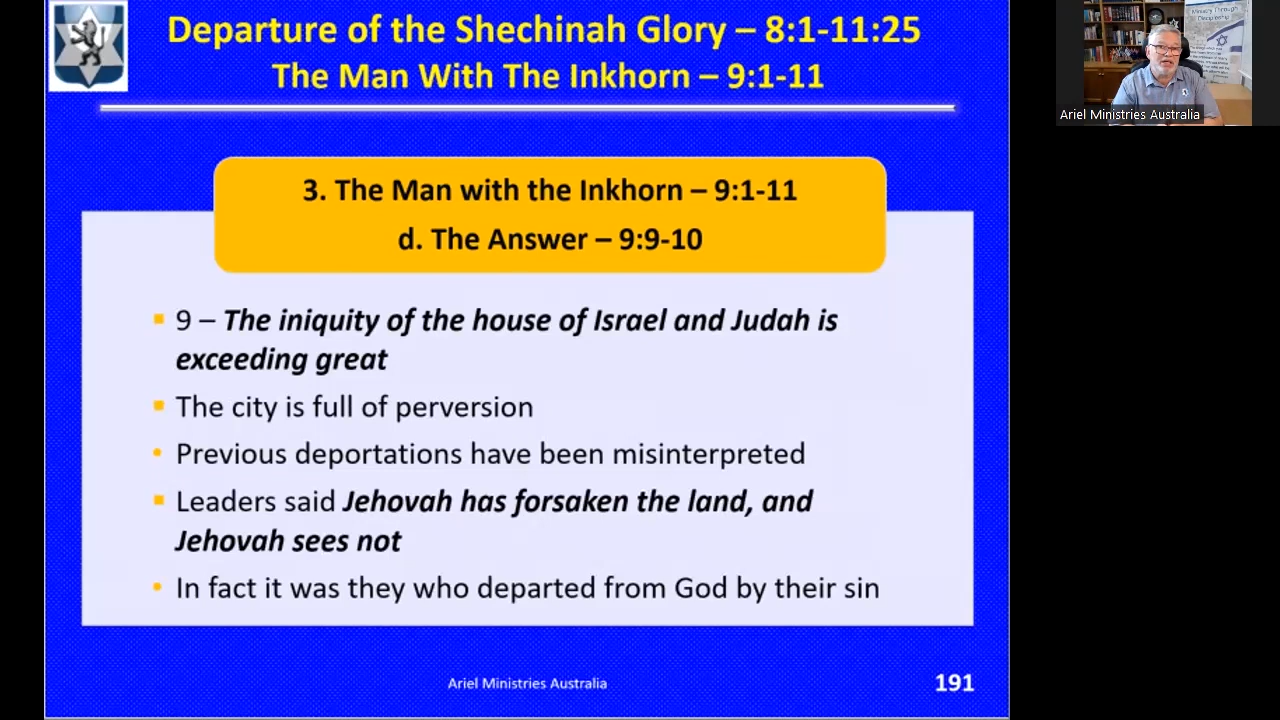 Departure of the Shechinah Glory – 8:1-11:25
The Man With The Inkhorn – 9:1-11
3. The Man with the Inkhorn – 9:1-11
d. The Answer – 9:9-10
9 – The iniquity of the house of Israel and Judah is
exceeding great
The city is full of perversion
Previous deportations have been misinterpreted
Leaders said Jehovah has forsaken the land, and
Jehovah sees not
In fact it was they who departed from God by their sin
Ariel Ministries Australia
191
Ministry Through
Discipleship
Ariel Ministries Australia